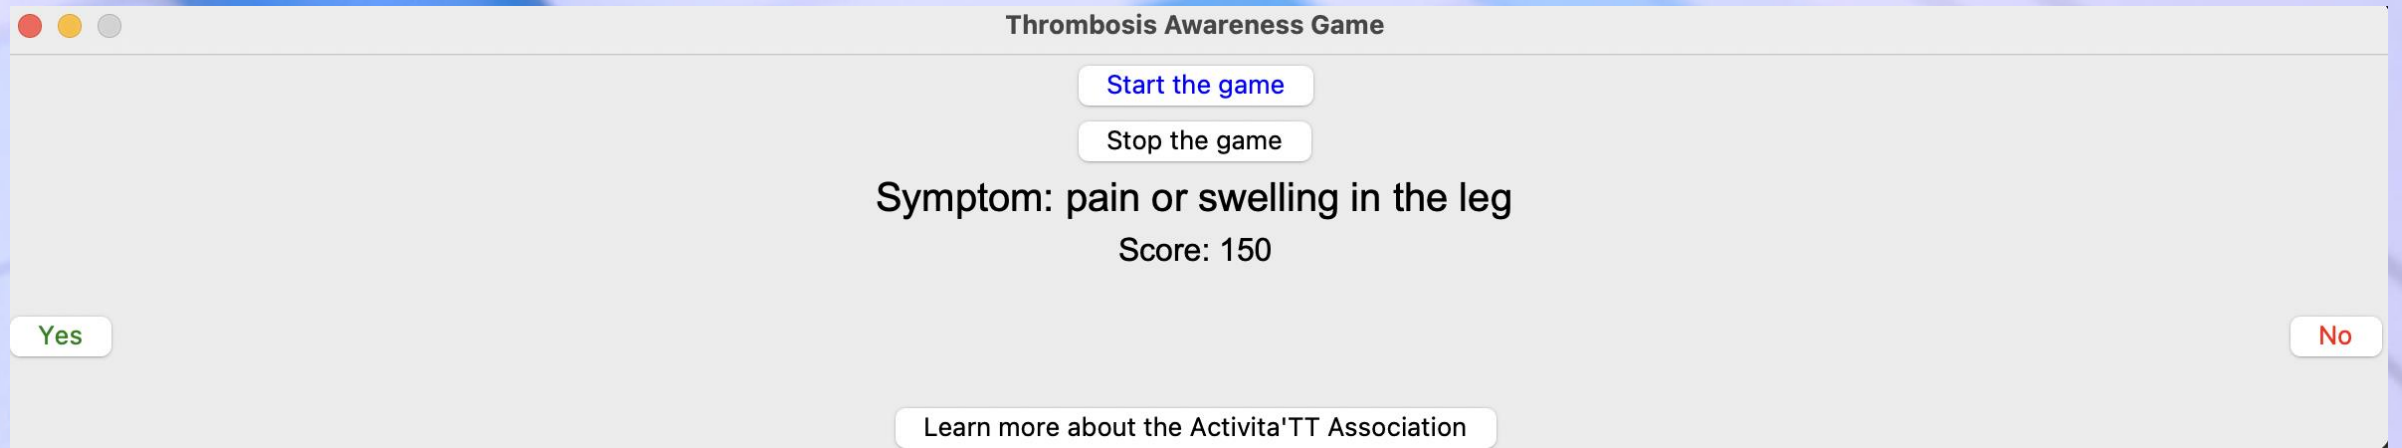 Thrombosis Awareness Game
Start the game
Stop the game
Symptom: pain or swelling in the leg
Score: 150
Yes
No
Learn more about the Activita'TT Association